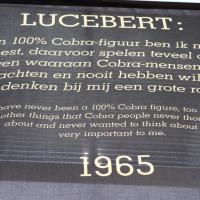 LUCEBERT:
n 100% Cobra-figuur ben ik n
est, daarvoor spelen teveel
en waaraan Cobra-mensen
achten en nooit hebben wil
denken bij mij een grote ro
have never been a 100% Cobra figure, too
other things that Cobra people never thou
about and never wanted to think about
very important to me.
1965